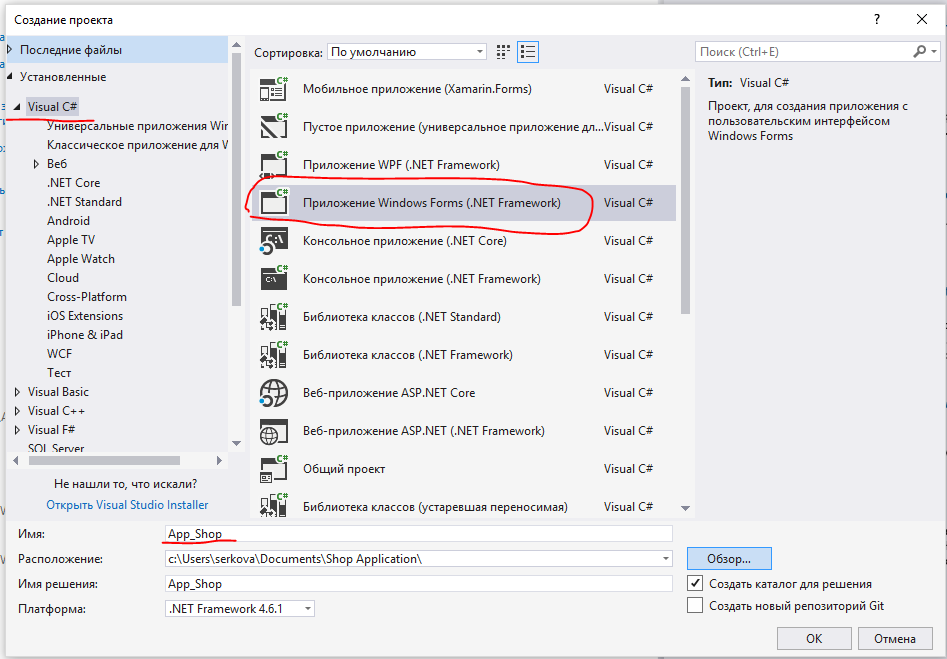 Создание проекта
?
Последние файлы
Установленные
Visual C#
Универсальные приложения Win
Классическое приложение для W
Веб
.NET Core
.NET Standard
Android
Apple TV
Apple Watch
Cloud
Cross-Platform
iOS Extensions
iPhone & iPad
WCF
Тест
Visual Basic
Visual C++
Visual F#
SQL Server
Не нашли то, что искали?
Открыть Visual Studio Installer
Сортировка: По умолчанию
Мобильное приложение (Xamarin.Forms) Visual C#
Пустое приложение (универсальное приложение дл... Visual C#
Приложение WPF (.NET Framework) Visual C#
Приложение Windows Forms (.NET Framework) Visual C#
Консольное приложение (.NET Core) Visual C#
Консольное приложение (.NET Framework) Visual C#
Библиотека классов (.NET Standard) Visual C#
Библиотека классов (.NET Framework) Visual C#
Веб-приложение ASP.NET Core Visual C#
Веб-приложение ASP.NET (.NET Framework) Visual C#
Общий проект Visual C#
Библиотека классов (устаревшая переносимая) Visual C#
Поиск (Ctrl+E)
Тип: Visual C#
Проект, для создания приложения с
пользовательским интерфейсом
Windows Forms
Имя: App_Shop
Расположение: c:\Users\serkova\Documents\Shop Application\
Обзор...
Имя решения: App_Shop
Создать каталог для решения
Платформа: .NET Framework 4.6.1
Создать новый репозиторий Git
OK
Отмена